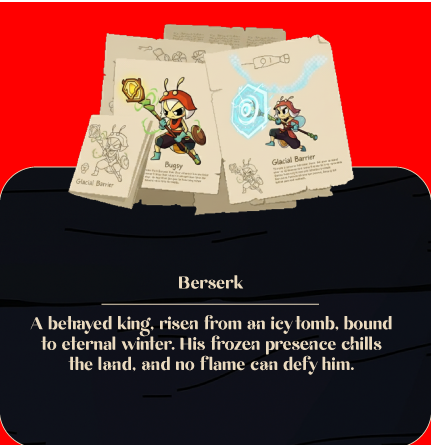 Bugsy
Glacial Barrier
Glacial Barrier
Berserk
A betrayed king, risen from an icy tomb, bound
to eternal winter. His frozen presence chills
the land, and no flame can defy him.